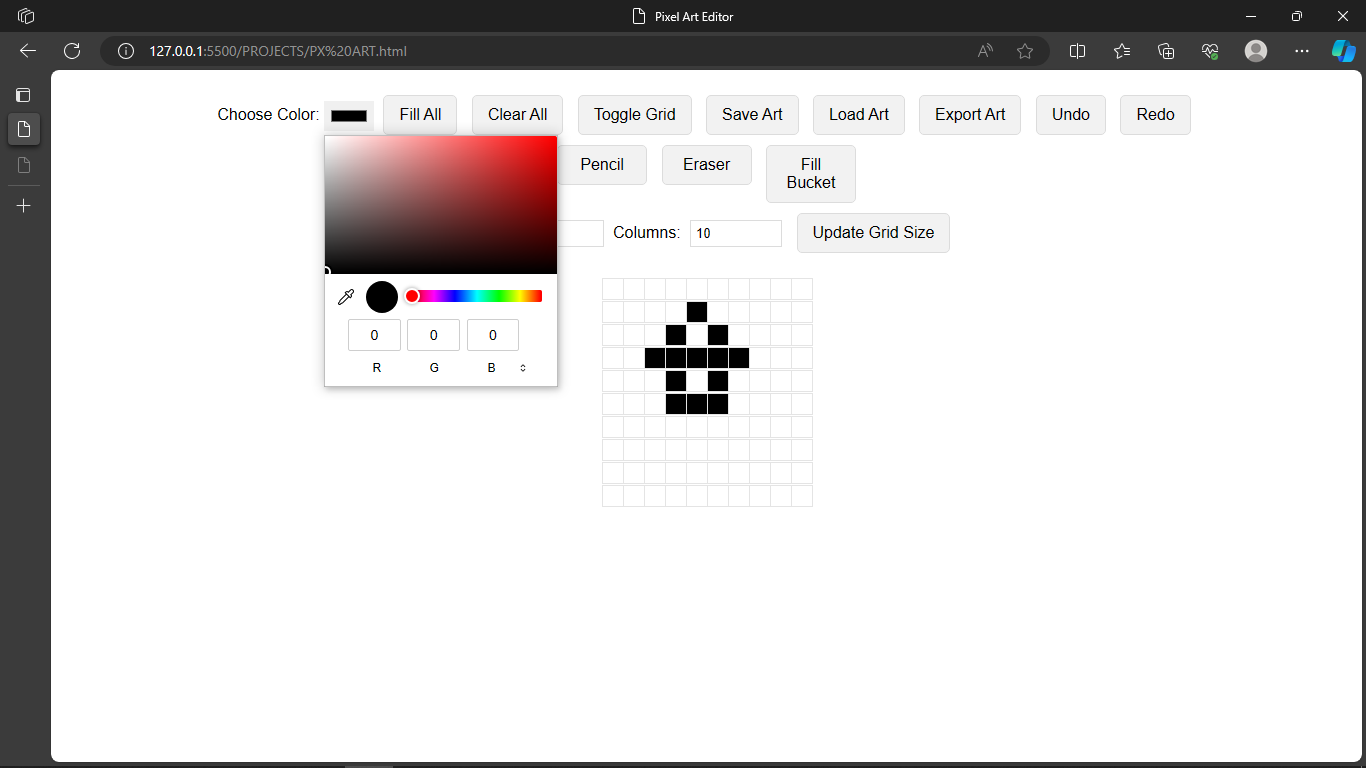 Pixel Art Editor
127.0.0.1:5500/PROJECTS/PX%20ART.html
Choose Color: Fill All Clear All Toggle Grid Save Art Load Art Export Art Undo Redo
Pencil Eraser Fill
Bucket
Columns: 10 Update Grid Size
0 0 0
R G B